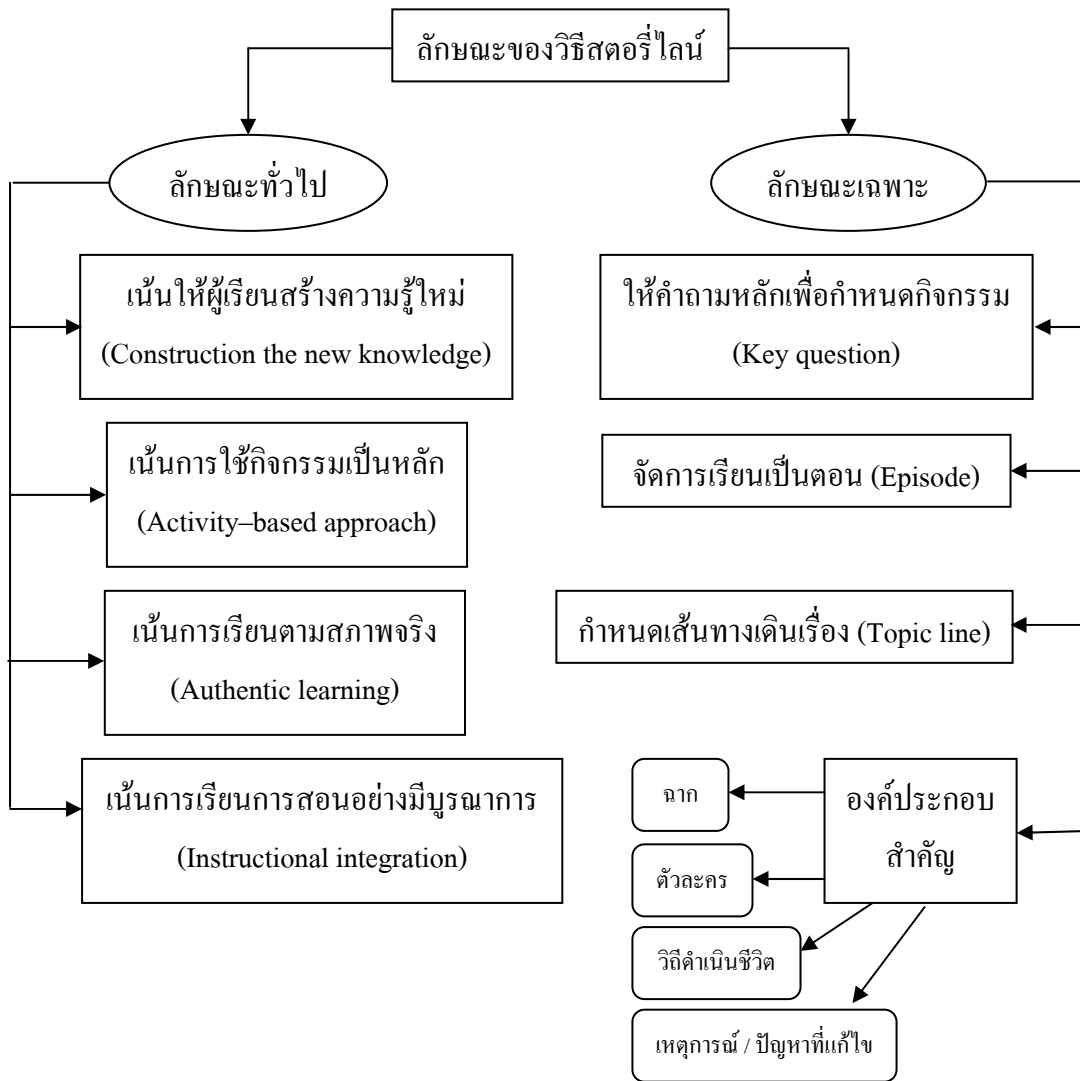 ลักษณะของวิธีสตอรี่ไลน์
ลักษณะทั่วไป
เน้นให้ผู้เรียนสร้างความรู้ใหม่
(Construction the new knowledge)
เน้นการใช้กิจกรรมเป็นหลัก
(Activity–based approach)
เน้นการเรียนตามสภาพจริง
(Authentic learning)
เน้นการเรียนการสอนอย่างมีบูรณาการ
(Instructional integration)
ลักษณะเฉพาะ
ให้คำถามหลักเพื่อกำหนดกิจกรรม
(Key question)
จัดการเรียนเป็นตอน (Episode)
กำหนดเส้นทางเดินเรื่อง (Topic line)
องค์ประกอบ
สำคัญ
ฉาก
ตัวละคร
วิถีดำเนินชีวิต
เหตุการณ์ / ปัญหาที่แก้ไข